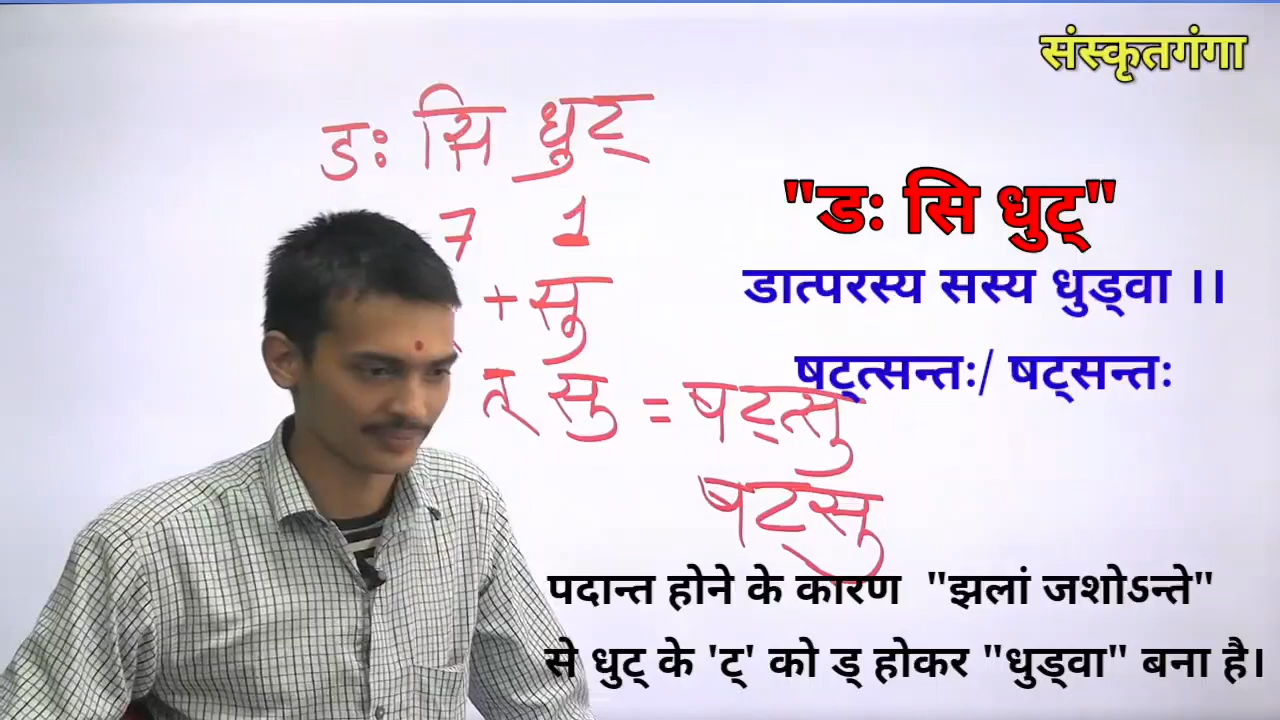 संस्कृतगंगा
डः सि धुट्
7 1
+ सु
त् सु = षट्त्सु
षट्सु
"डः सि धुट्"
डात्परस्य सस्य धुड्वा ।।
षट्त्सन्तः/ षट्सन्तः
पदान्त होने के कारण "झलां जशोऽन्ते"
से धुट् के 'ट्' को ड् होकर "धुड्वा" बना है।